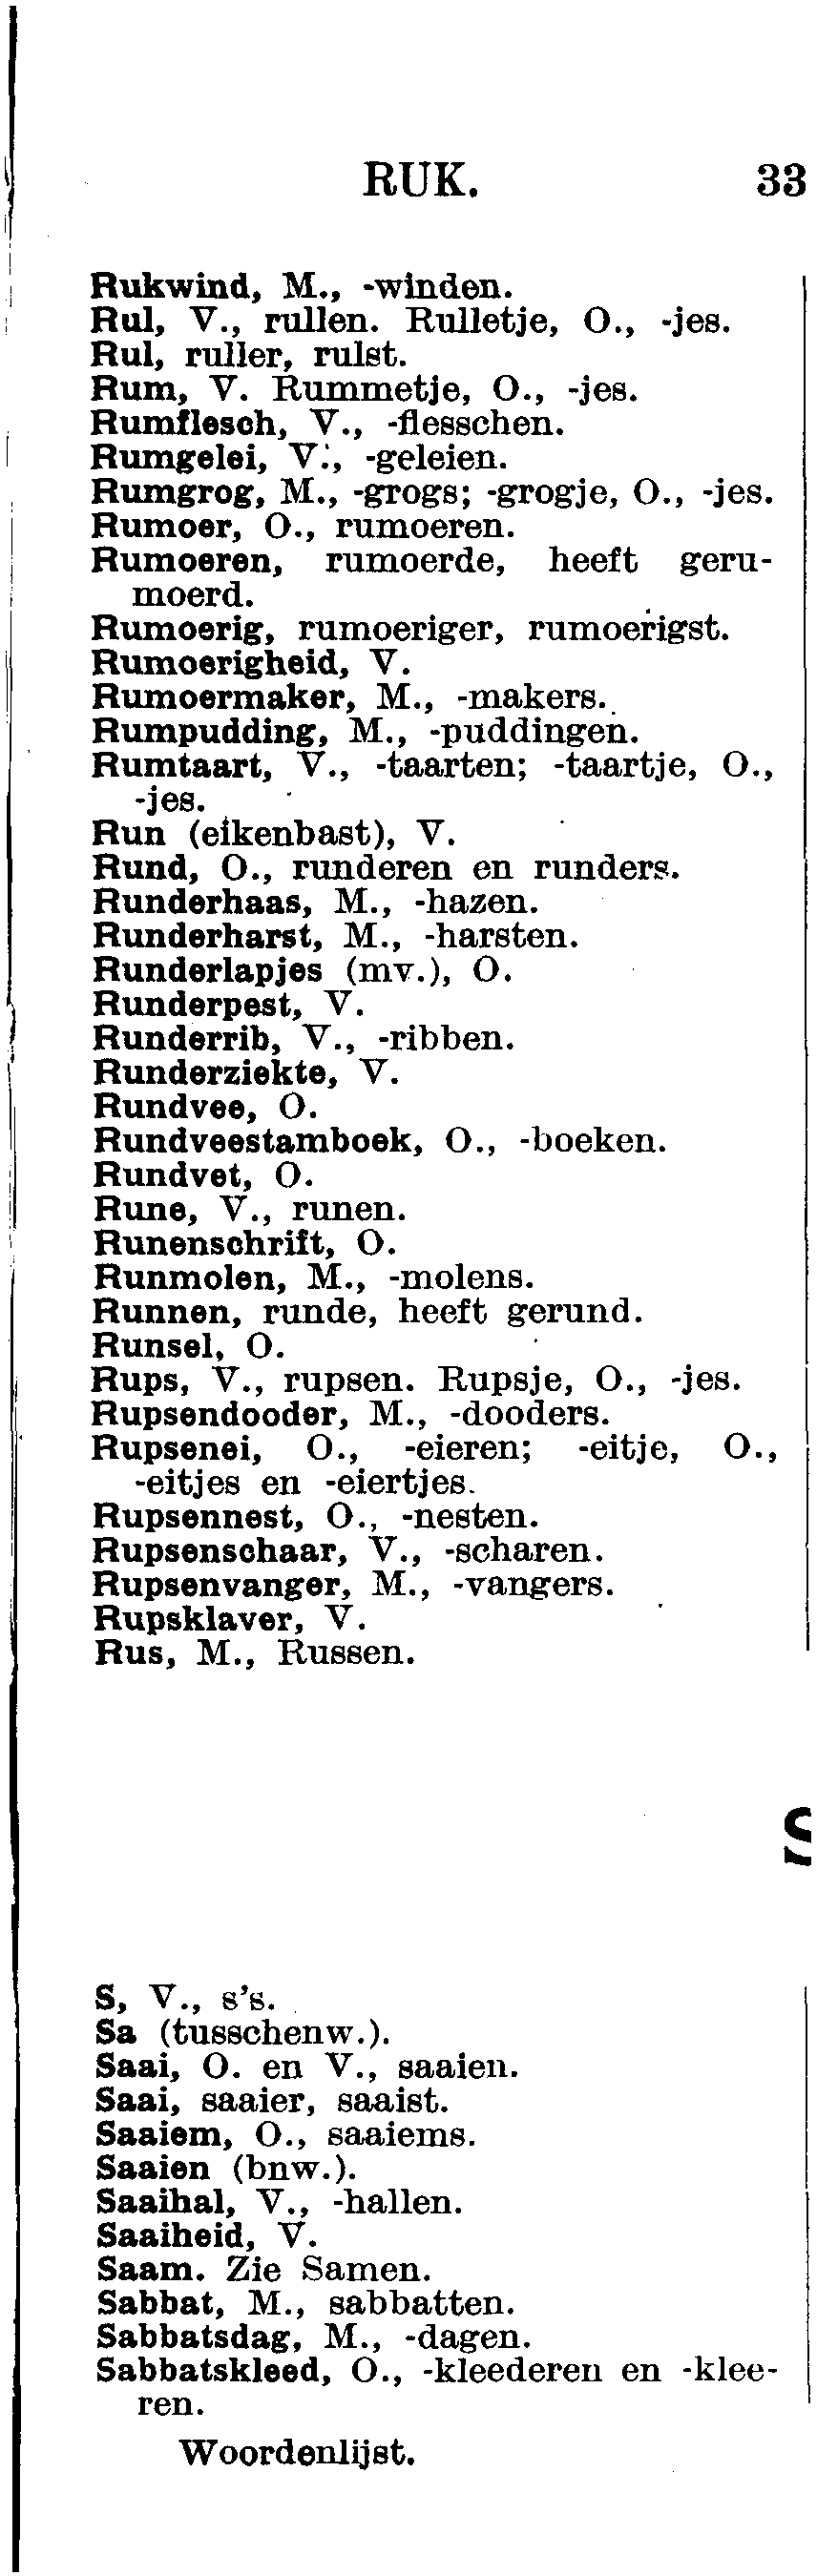 RUK. 33
Rukwind, M., -winden.
Rul, V., rullen. Rulletje, O., -jes.
Rul, ruller, rulst.
Rum, V. Rummetje, O., -jes.
Rumflesch, V., -flesschen.
Rumgelei, V., -geleien.
Rumgrog, M., -grogs; -grogje, O., -jes.
Rumoer, O., rumoeren.
Rumoeren, rumoerde, heeft geru-
moerd.
Rumoerig, rumoeriger, rumoerigst.
Rumoerigheid, V.
Rumoermaker, M., -makers.
Rumpudding, M., -puddingen.
Rumtaart, V., -taarten; -taartje, O.,
-jes.
Run (eikenbast), V.
Rund, O., runderen en runders.
Runderhaas, M., -hazen.
Runderharst, M., -harsten.
Runderlapjes (mv.), O.
Runderpest, V.
Runderrib, V., -ribben.
Runderziekte, V.
Rundvee, O.
Rundveestamboek, O., -boeken.
Rundvet, O.
Rune, V., runen.
Runenschrift, O.
Runmolen, M., -molens.
Runnen, runde, heeft gerund.
Runsel, O.
Rups, V., rupsen. Rupsje, O., -jes.
Rupsendooder, M., -dooders.
Rupsenei, O., -eieren; -eitje, O.,
-eitjes en -eiertjes.
Rupsennest, O., -nesten.
Rupsenschaar, V., -scharen.
Rupsenvanger, M., -vangers.
Rupsklaver, V.
Rus, M., Russen.
S, V., s's.
Sa (tusschenw.).
Saai, O. en V., saaien.
Saai, saaier, saaist.
Saaiem, O., saaiems.
Saaien (bnw.).
Saaihal, V., -hallen.
Saaiheid, V.
Saam. Zie Samen.
Sabbat, M., sabbatten.
Sabbatsdag, M., -dagen.
Sabbatskleed, O., -kleederen en -klee-
ren.
Woordenlijst.